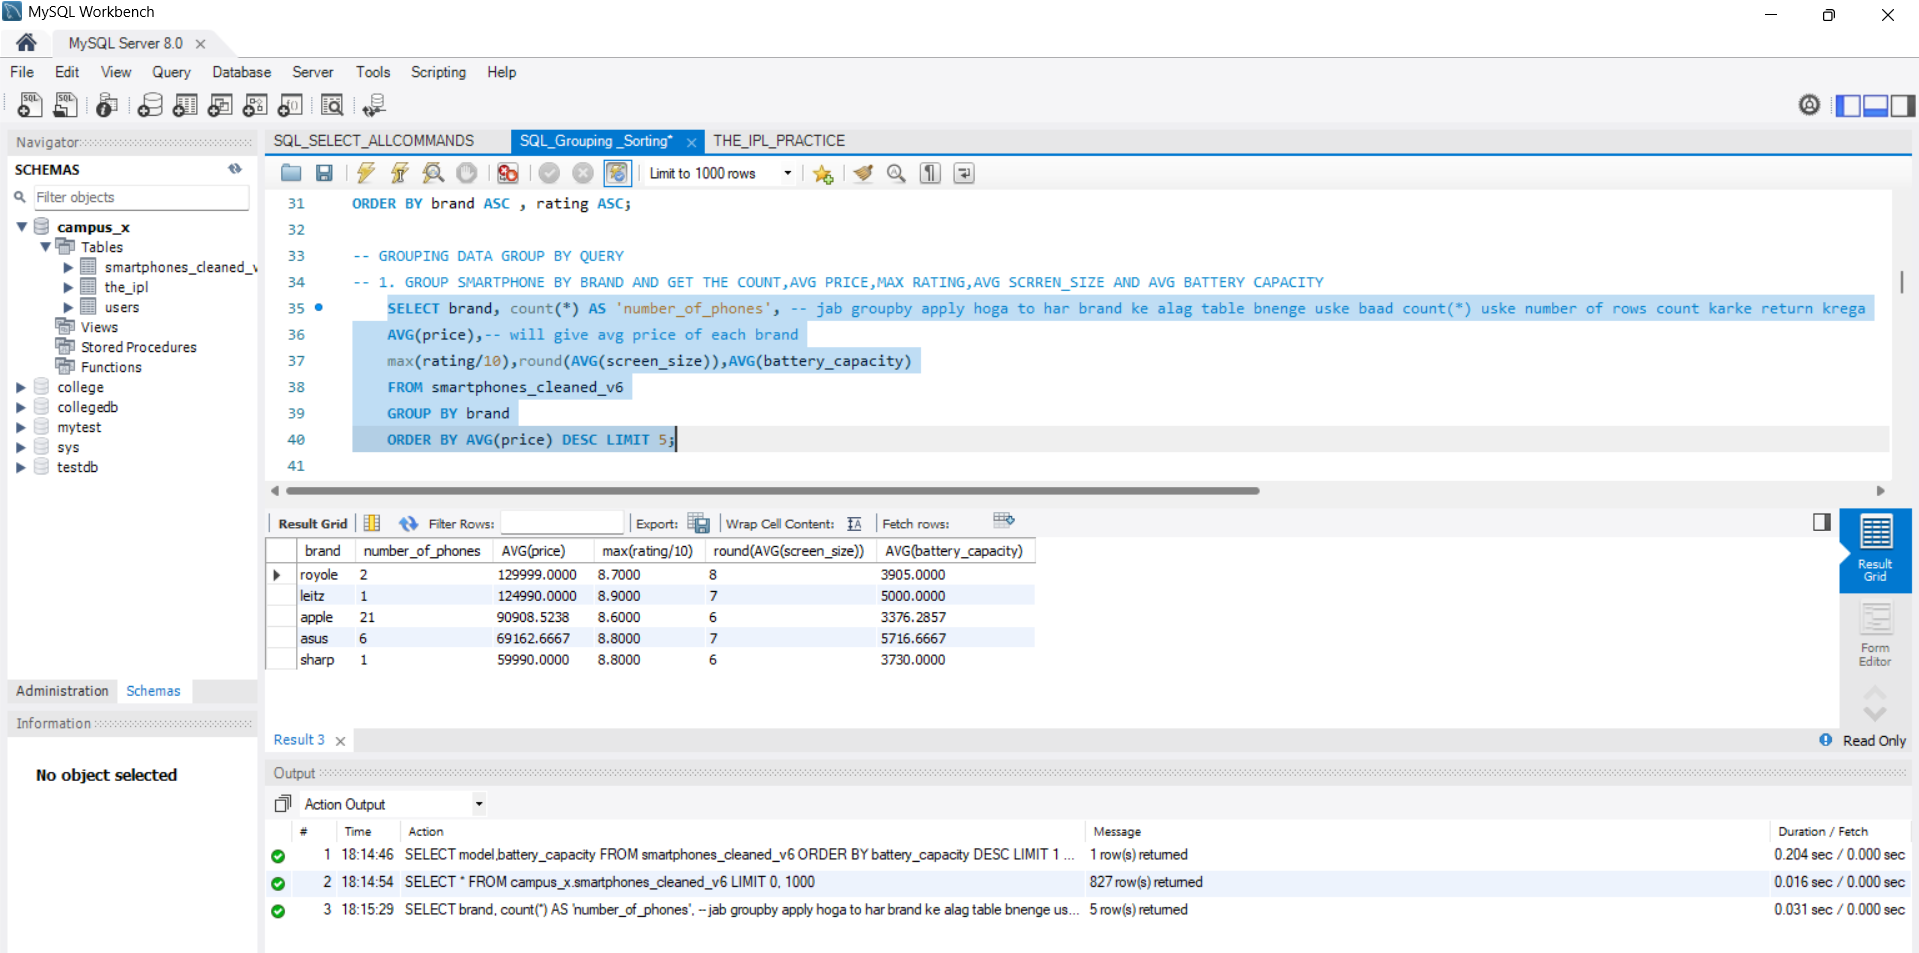 MySQL Workbench
MySQL Server 8.0
File Edit View Query Database Server Tools Scripting Help
Navigator
SCHEMAS
Filter objects
campus_x
Tables
smartphones_cleaned_v
the_ipl
users
Views
Stored Procedures
Functions
college
collegedb
mytest
sys
testdb
Administration Schemas
Information
No object selected
SQL_SELECT_ALLCOMMANDS SQL_Grouping _Sorting* THE_IPL_PRACTICE
Limit to 1000 rows
31 ORDER BY brand ASC , rating ASC;
32
33 -- GROUPING DATA GROUP BY QUERY
34 -- 1. GROUP SMARTPHONE BY BRAND AND GET THE COUNT,AVG PRICE,MAX RATING,AVG SCRREN_SIZE AND AVG BATTERY CAPACITY
35 SELECT brand, count(*) AS 'number_of_phones', -- jab groupby apply hoga to har brand ke alag table bnenge uske baad count(*) uske number of rows count karke return krega
36 AVG(price),-- will give avg price of each brand
37 max(rating/10),round(AVG(screen_size)),AVG(battery_capacity)
38 FROM smartphones_cleaned_v6
39 GROUP BY brand
40 ORDER BY AVG(price) DESC LIMIT 5;
41
Result Grid Filter Rows: Export: Wrap Cell Content: Fetch rows:
brand number_of_phones AVG(price) max(rating/10) round(AVG(screen_size)) AVG(battery_capacity)
royole 2 129999.0000 8.7000 8 3905.0000
leitz 1 124990.0000 8.9000 7 5000.0000
apple 21 90908.5238 8.6000 6 3376.2857
asus 6 69162.6667 8.8000 7 5716.6667
sharp 1 59990.0000 8.8000 6 3730.0000
Result
Grid
Form
Editor
Result 3
Read Only
Output
Action Output
# Time Action Message Duration / Fetch
1 18:14:46 SELECT model,battery_capacity FROM smartphones_cleaned_v6 ORDER BY battery_capacity DESC LIMIT 1 ... 1 row(s) returned 0.204 sec / 0.000 sec
2 18:14:54 SELECT * FROM campus_x.smartphones_cleaned_v6 LIMIT 0, 1000 827 row(s) returned 0.016 sec / 0.000 sec
3 18:15:29 SELECT brand, count(*) AS 'number_of_phones', -- jab groupby apply hoga to har brand ke alag table bnenge us... 5 row(s) returned 0.031 sec / 0.000 sec